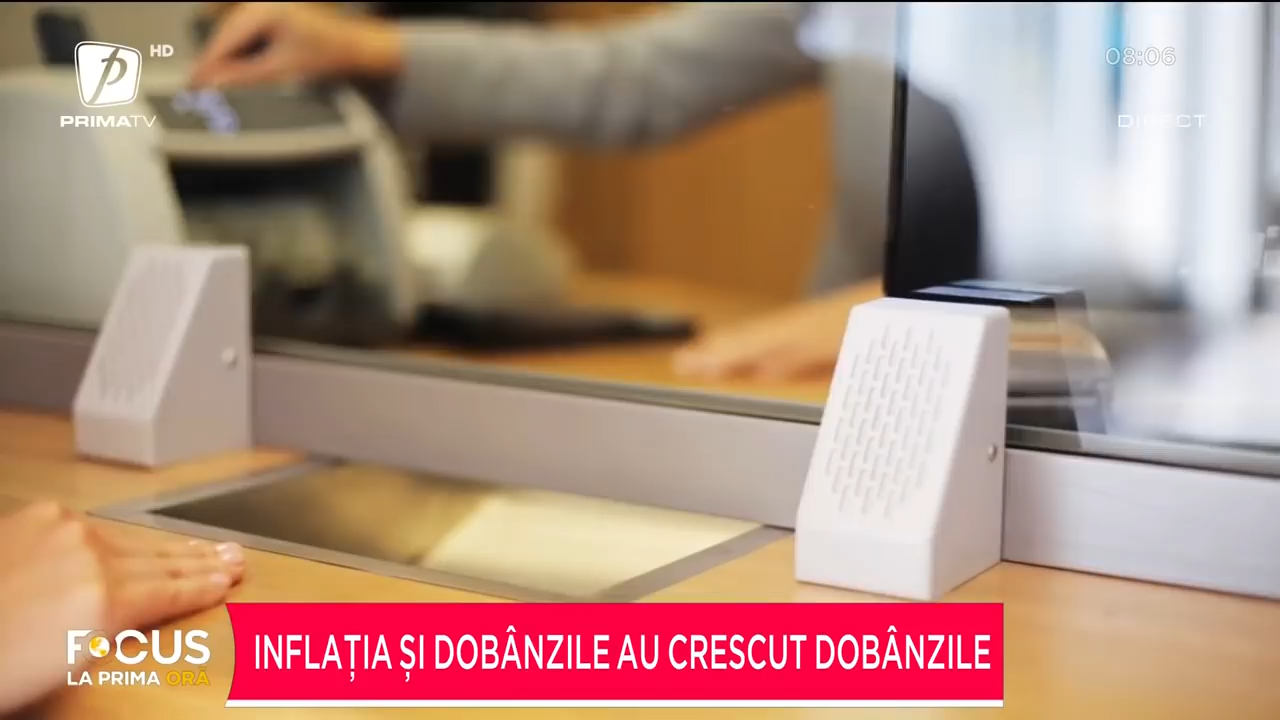 HD
PRIMATV
08:06
DIRECT
INFLAȚIA ȘI DOBÂNZILE AU CRESCUT DOBÂNZILE
FOCUS
LA PRIMA ORĂ